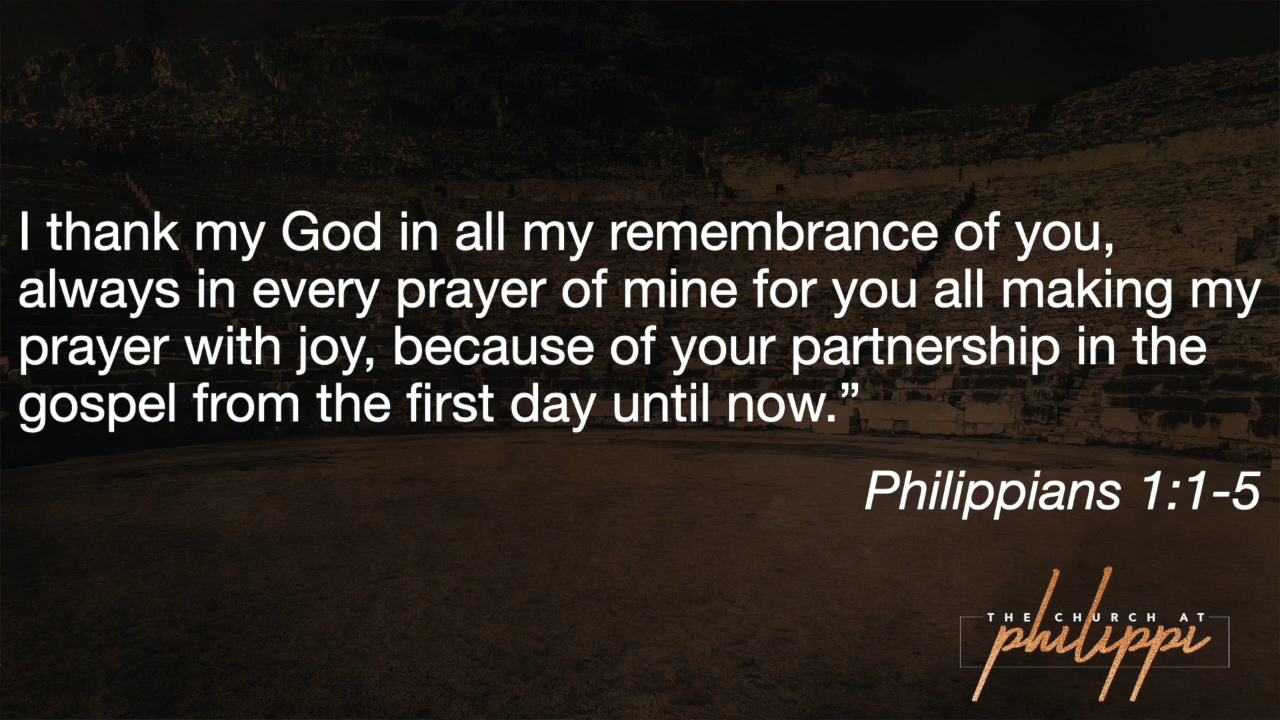 I thank my God in all my remembrance of you,
always in every prayer of mine for you all making my
prayer with joy, because of your partnership in the
gospel from the first day until now.”
Philippians 1:1-5
THE CHURCH AT
philippi